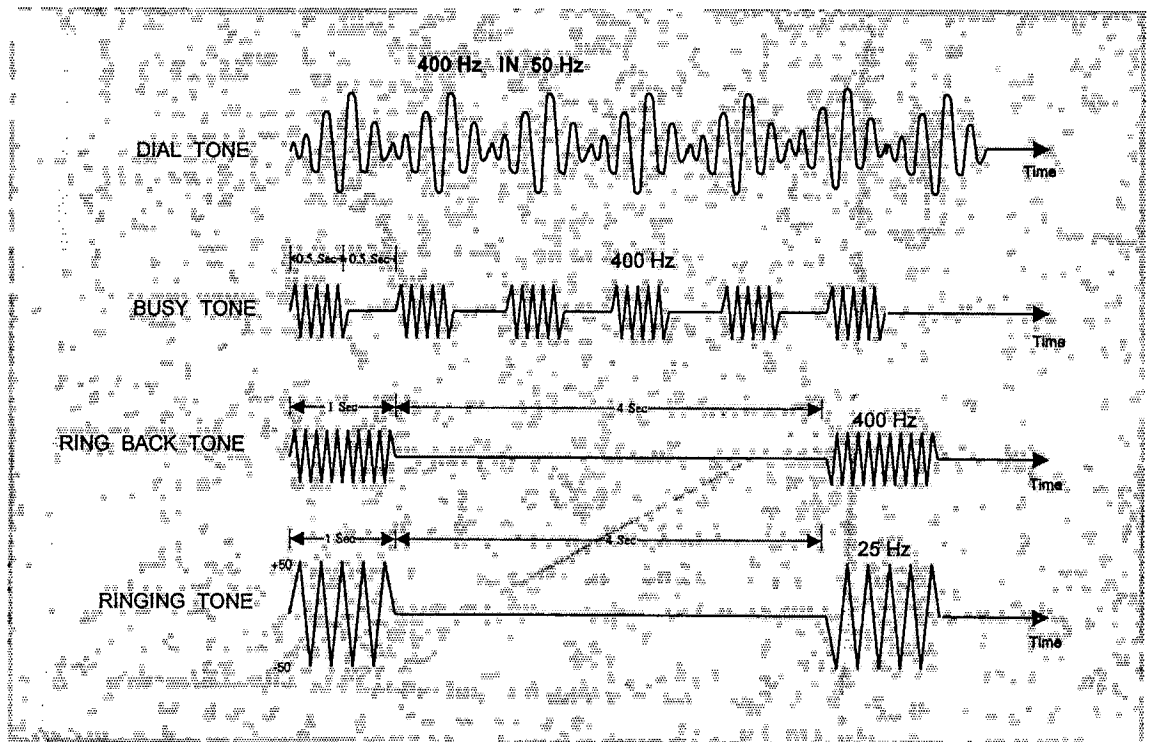 400 Hz IN 50 Hz
DIAL TONE
Time
0.5 Sec 0.5 Sec
400 Hz
BUSY TONE
Time
1 Sec 4 Sec
400 Hz
RING BACK TONE
Time
1 Sec 4 Sec
25 Hz
+50
RINGING TONE
Time
-50